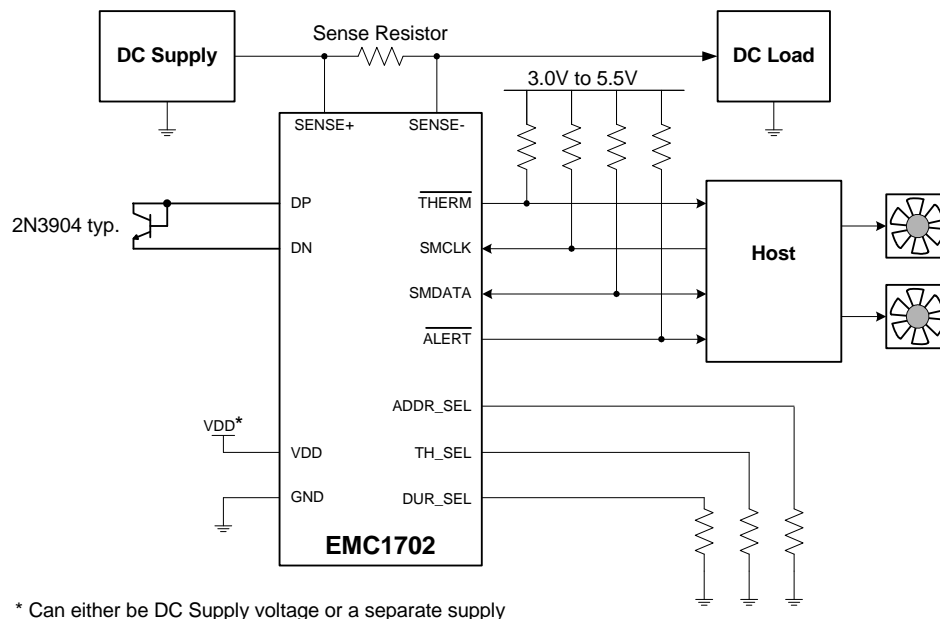 Sense Resistor
DC Supply
DC Load
3.0V to 5.5V
SENSE+
SENSE-
DP
THERM
2N3904 typ.
DN
SMCLK
Host
SMDATA
ALERT
ADDR_SEL
VDD*
VDD
TH_SEL
GND
DUR_SEL
EMC1702
* Can either be DC Supply voltage or a separate supply